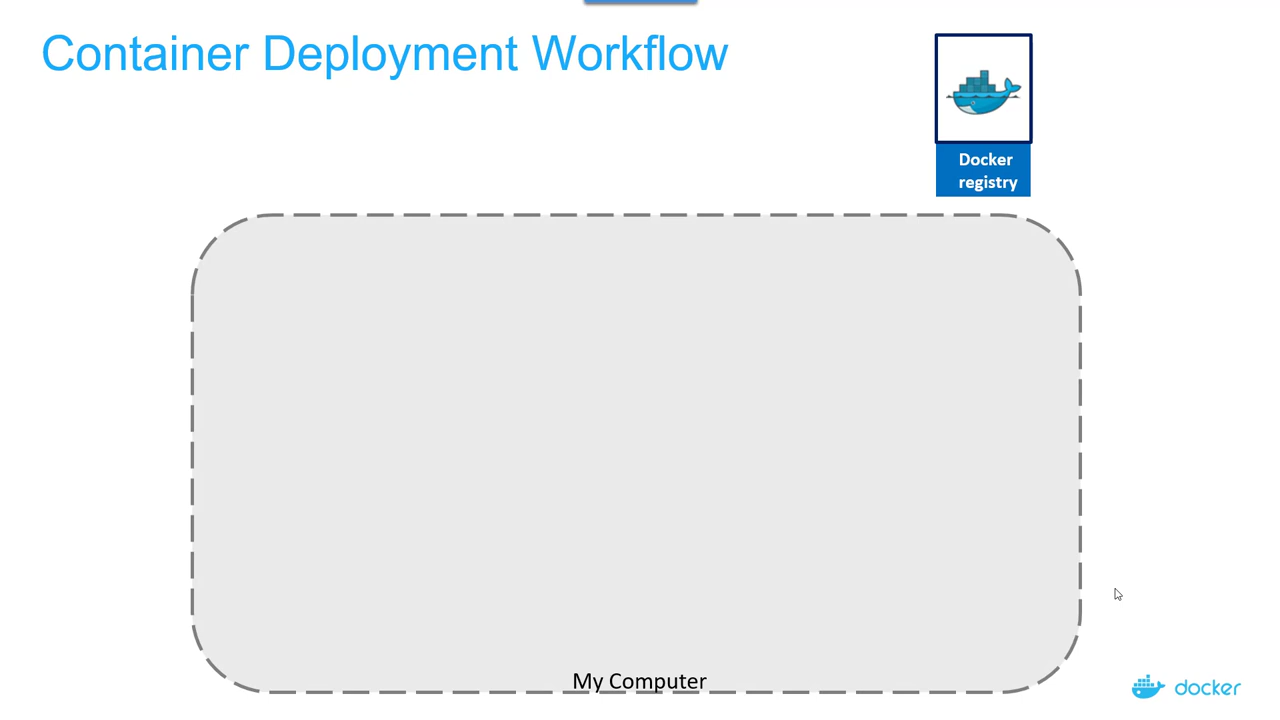 Container Deployment Workflow
Docker
registry
My Computer
docker